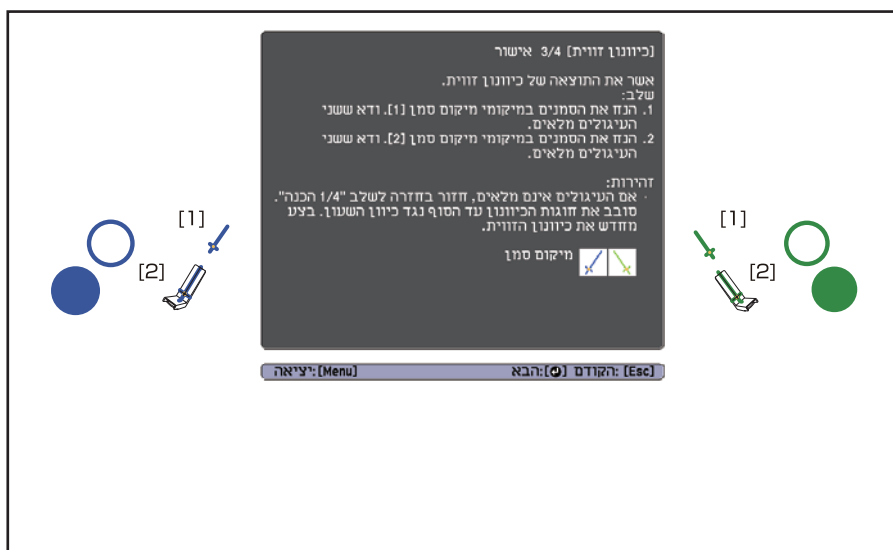 [כיוונון זווית] 3/4 אישור
אשר את התוצאה של כיוונון זווית.
שלב:
1. הנח את הסמנים במיקומי מיקום סמן [1]. ודא ששני
העיגולים מלאים.
2. הנח את הסמנים במיקומי מיקום סמן [2]. ודא ששני
העיגולים מלאים.
זהירות:
· אם העיגולים אינם מלאים, חזור בחזרה לשלב "1/4 הכנה".
סובב את חוגות הכיוונון עד הסוף נגד כיוון השעון. בצע
מחדש את כיוונון הזווית.
[1]
[1]
[2]
[2]
מיקום סמן
[Esc] :הקודם [⏎]:הבא
[Menu]:יציאה